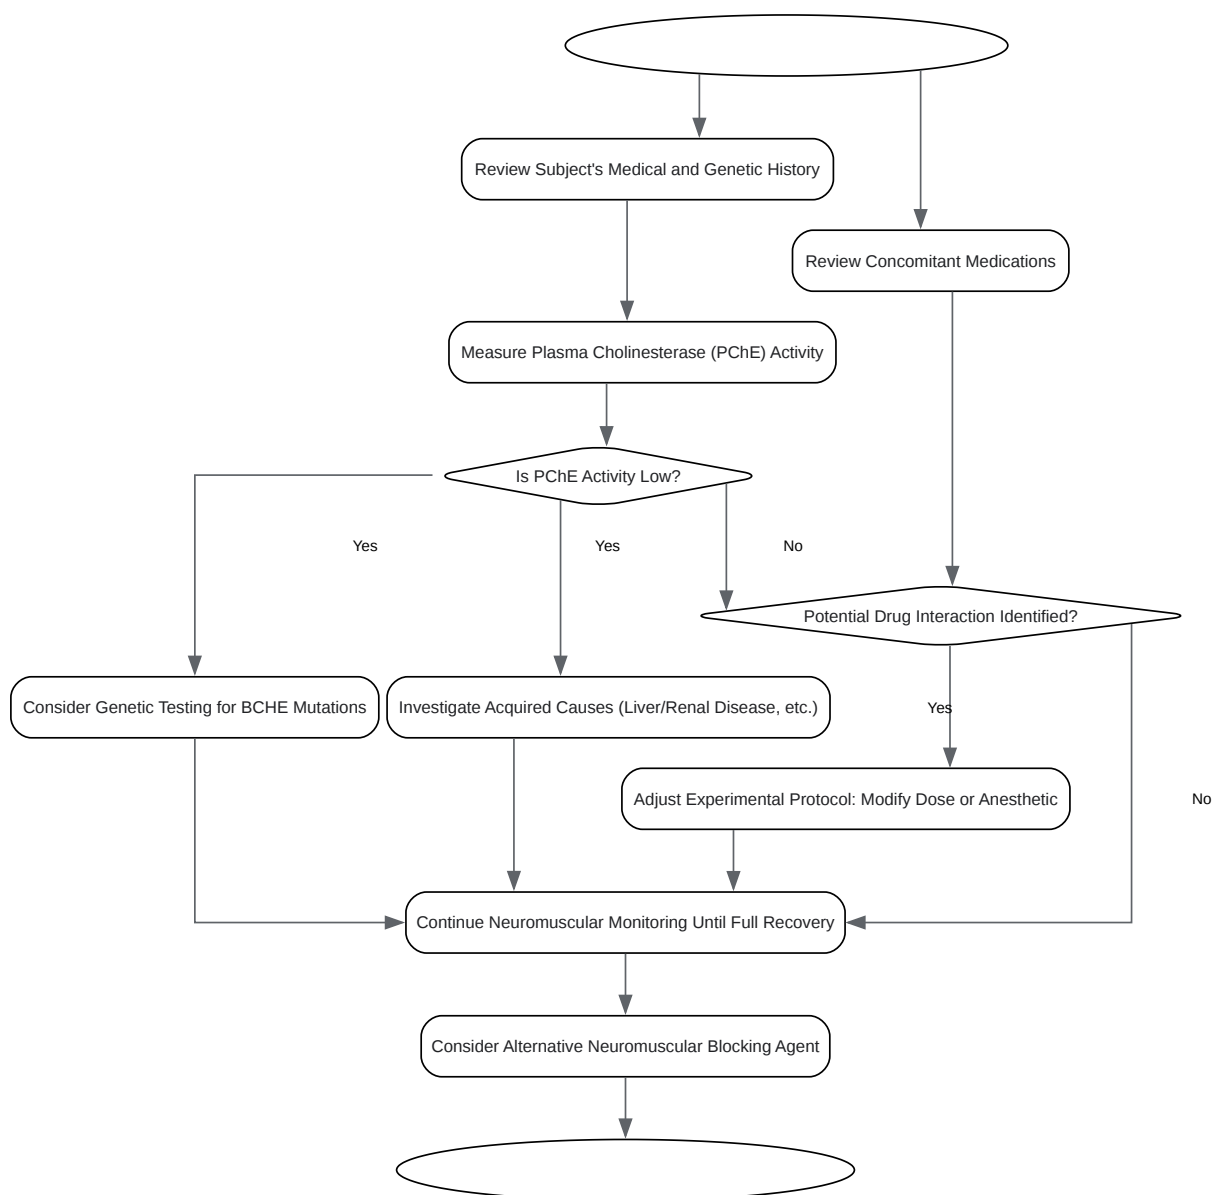 Review Subject's Medical and Genetic History
Review Concomitant Medications
Measure Plasma Cholinesterase (PChE) Activity
Is PChE Activity Low?
Yes
Yes
No
Potential Drug Interaction Identified?
Consider Genetic Testing for BCHE Mutations
Investigate Acquired Causes (Liver/Renal Disease, etc.)
Yes
Adjust Experimental Protocol: Modify Dose or Anesthetic
No
Continue Neuromuscular Monitoring Until Full Recovery
Consider Alternative Neuromuscular Blocking Agent